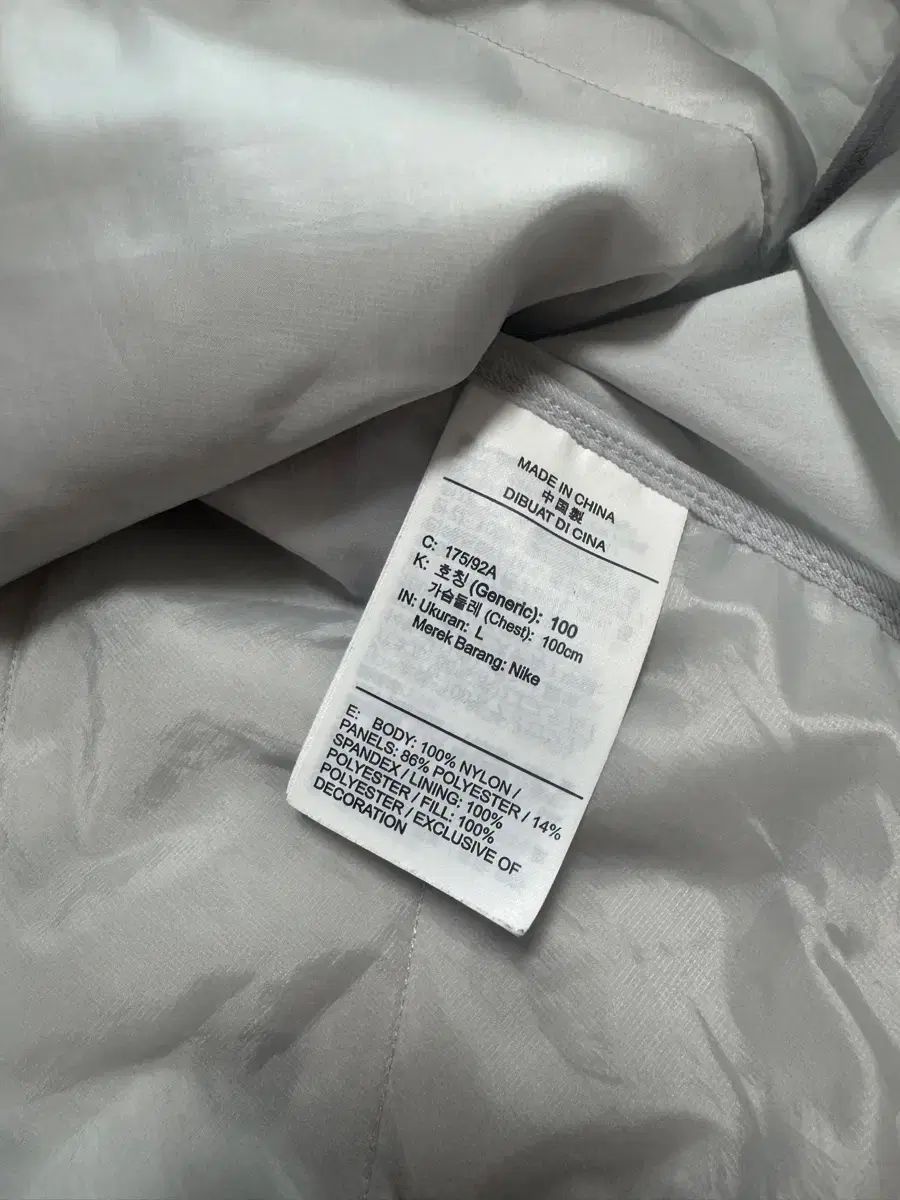 MADE IN CHINA
中国製
DIBUAT DI CINA
C: 175/92A
K: 호칭 (Generic): 100
가슴둘레 (Chest): 100cm
IN: Ukuran: L
Merek Barang: Nike
E: BODY: 100% NYLON /
PANELS: 86% POLYESTER / 14%
SPANDEX / LINING: 100%
POLYESTER / FILL: 100%
POLYESTER / EXCLUSIVE OF
DECORATION